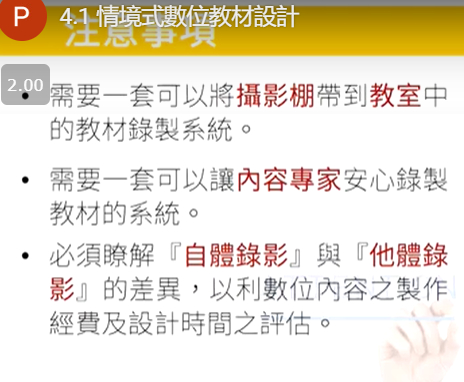 P
4.1 情境式數位教材設計
注意事項
2.00
• 需要一套可以將攝影棚帶到教室中
的教材錄製系統。
• 需要一套可以讓內容專家安心錄製
教材的系統。
• 必須瞭解『自體錄影』與『他體錄
影』的差異，以利數位內容之製作
經費及設計時間之評估。